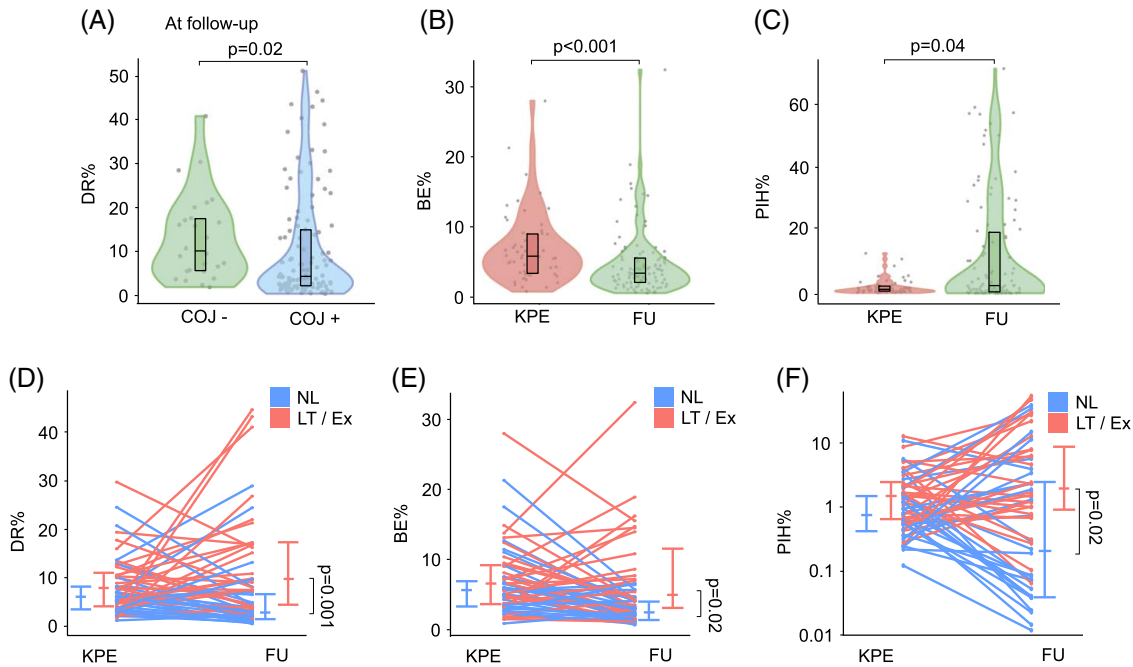 (A)
At follow-up
p=0.02
DR%
50
40
30
20
10
0
COJ -
COJ +
(B)
p<0.001
BE%
30
20
10
0
KPE
FU
(C)
p=0.04
PIH%
60
40
20
0
KPE
FU
(D)
NL
LT / Ex
DR%
40
30
20
10
0
p=0.001
KPE
FU
(E)
NL
LT / Ex
BE%
30
20
10
0
p=0.02
KPE
FU
(F)
NL
LT / Ex
PIH%
10
1
0.1
0.01
p=0.02
KPE
FU